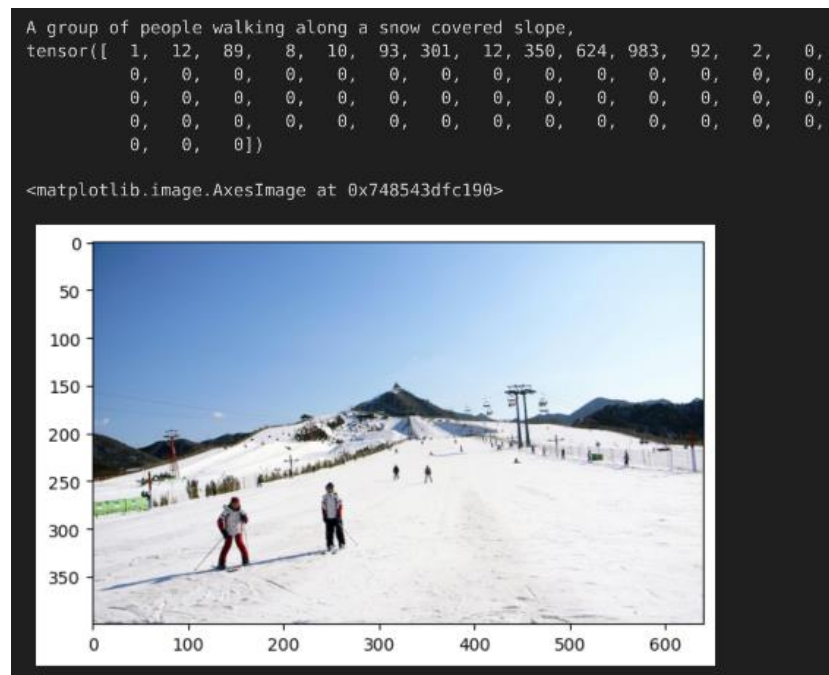 A group of people walking along a snow covered slope,
tensor([ 1, 12, 89, 8, 10, 93, 301, 12, 350, 624, 983, 92, 2, 0,
0, 0, 0, 0, 0, 0, 0, 0, 0, 0, 0, 0, 0, 0,
0, 0, 0, 0, 0, 0, 0, 0, 0, 0, 0, 0, 0, 0,
0, 0, 0, 0, 0, 0, 0, 0, 0, 0, 0, 0, 0, 0,
0, 0, 0])
<matplotlib.image.AxesImage at 0x748543dfc190>
0
50
100
150
200
250
300
350
0 100 200 300 400 500 600